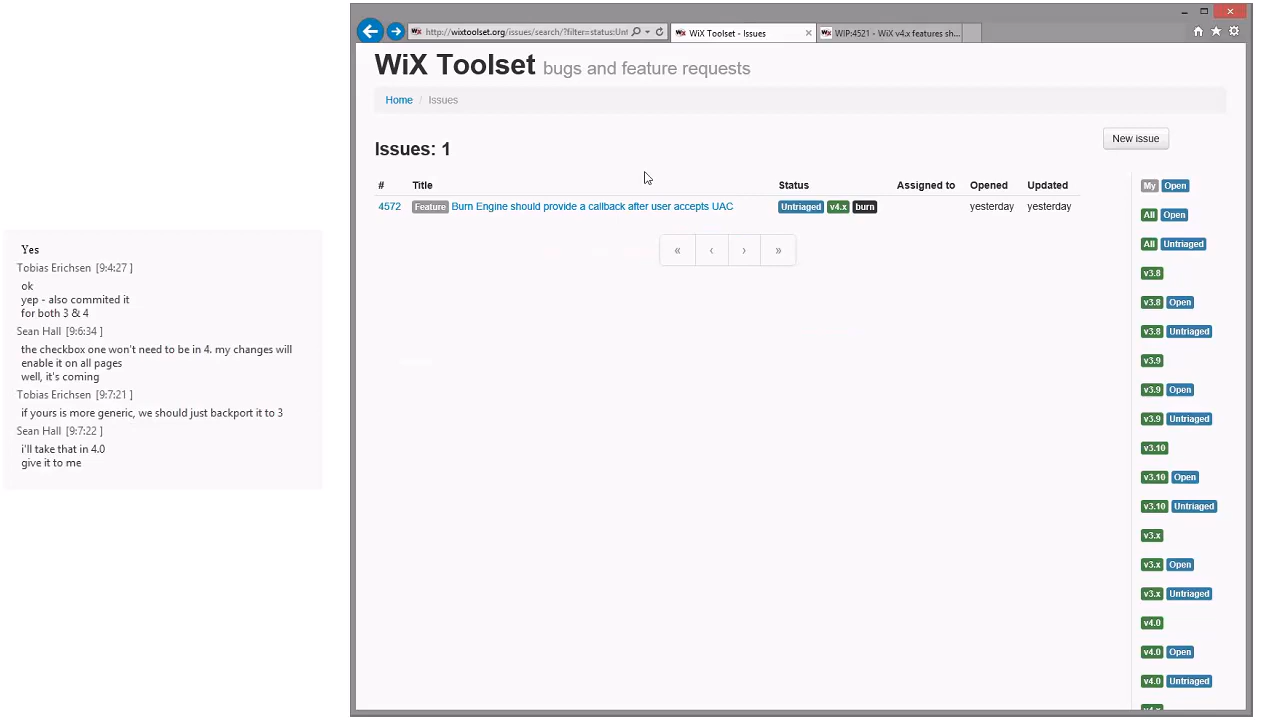 Yes
Tobias Erichsen [9:4:27 ]
ok
yep - also commited it
for both 3 & 4
Sean Hall [9:6:34 ]
the checkbox one won't need to be in 4. my changes will
enable it on all pages
well, it's coming
Tobias Erichsen [9:7:21 ]
if yours is more generic, we should just backport it to 3
Sean Hall [9:7:22 ]
i'll take that in 4.0
give it to me
http://wixtoolset.org/issues/search/?filter=status:Unt
WiX Toolset - Issues
WIP:4521 - WiX v4.x features sh...
WiX Toolset bugs and feature requests
Home / Issues
Issues: 1
New issue
# Title Status Assigned to Opened Updated
4572 Feature Burn Engine should provide a callback after user accepts UAC Untriaged v4.x burn yesterday yesterday
« ‹ › »
My Open
All Open
All Untriaged
v3.8
v3.8 Open
v3.8 Untriaged
v3.9
v3.9 Open
v3.9 Untriaged
v3.10
v3.10 Open
v3.10 Untriaged
v3.x
v3.x Open
v3.x Untriaged
v4.0
v4.0 Open
v4.0 Untriaged